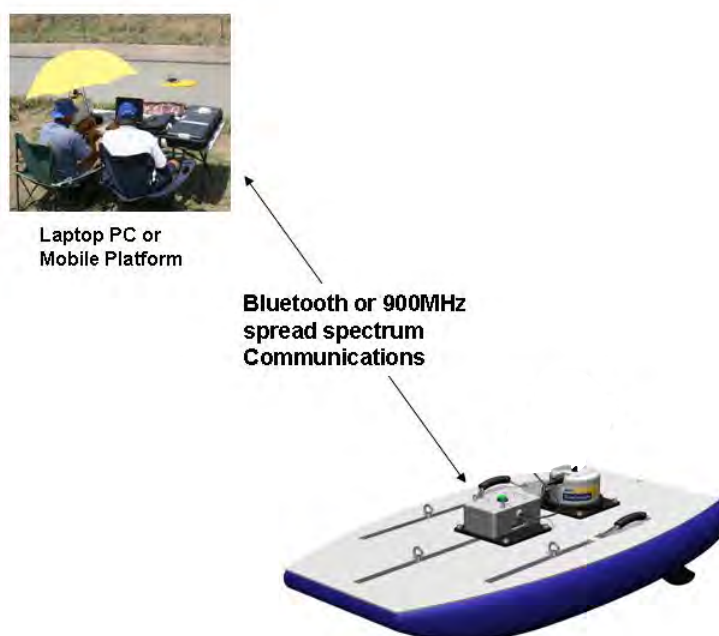 Laptop PC or
Mobile Platform
Bluetooth or 900MHz
spread spectrum
Communications